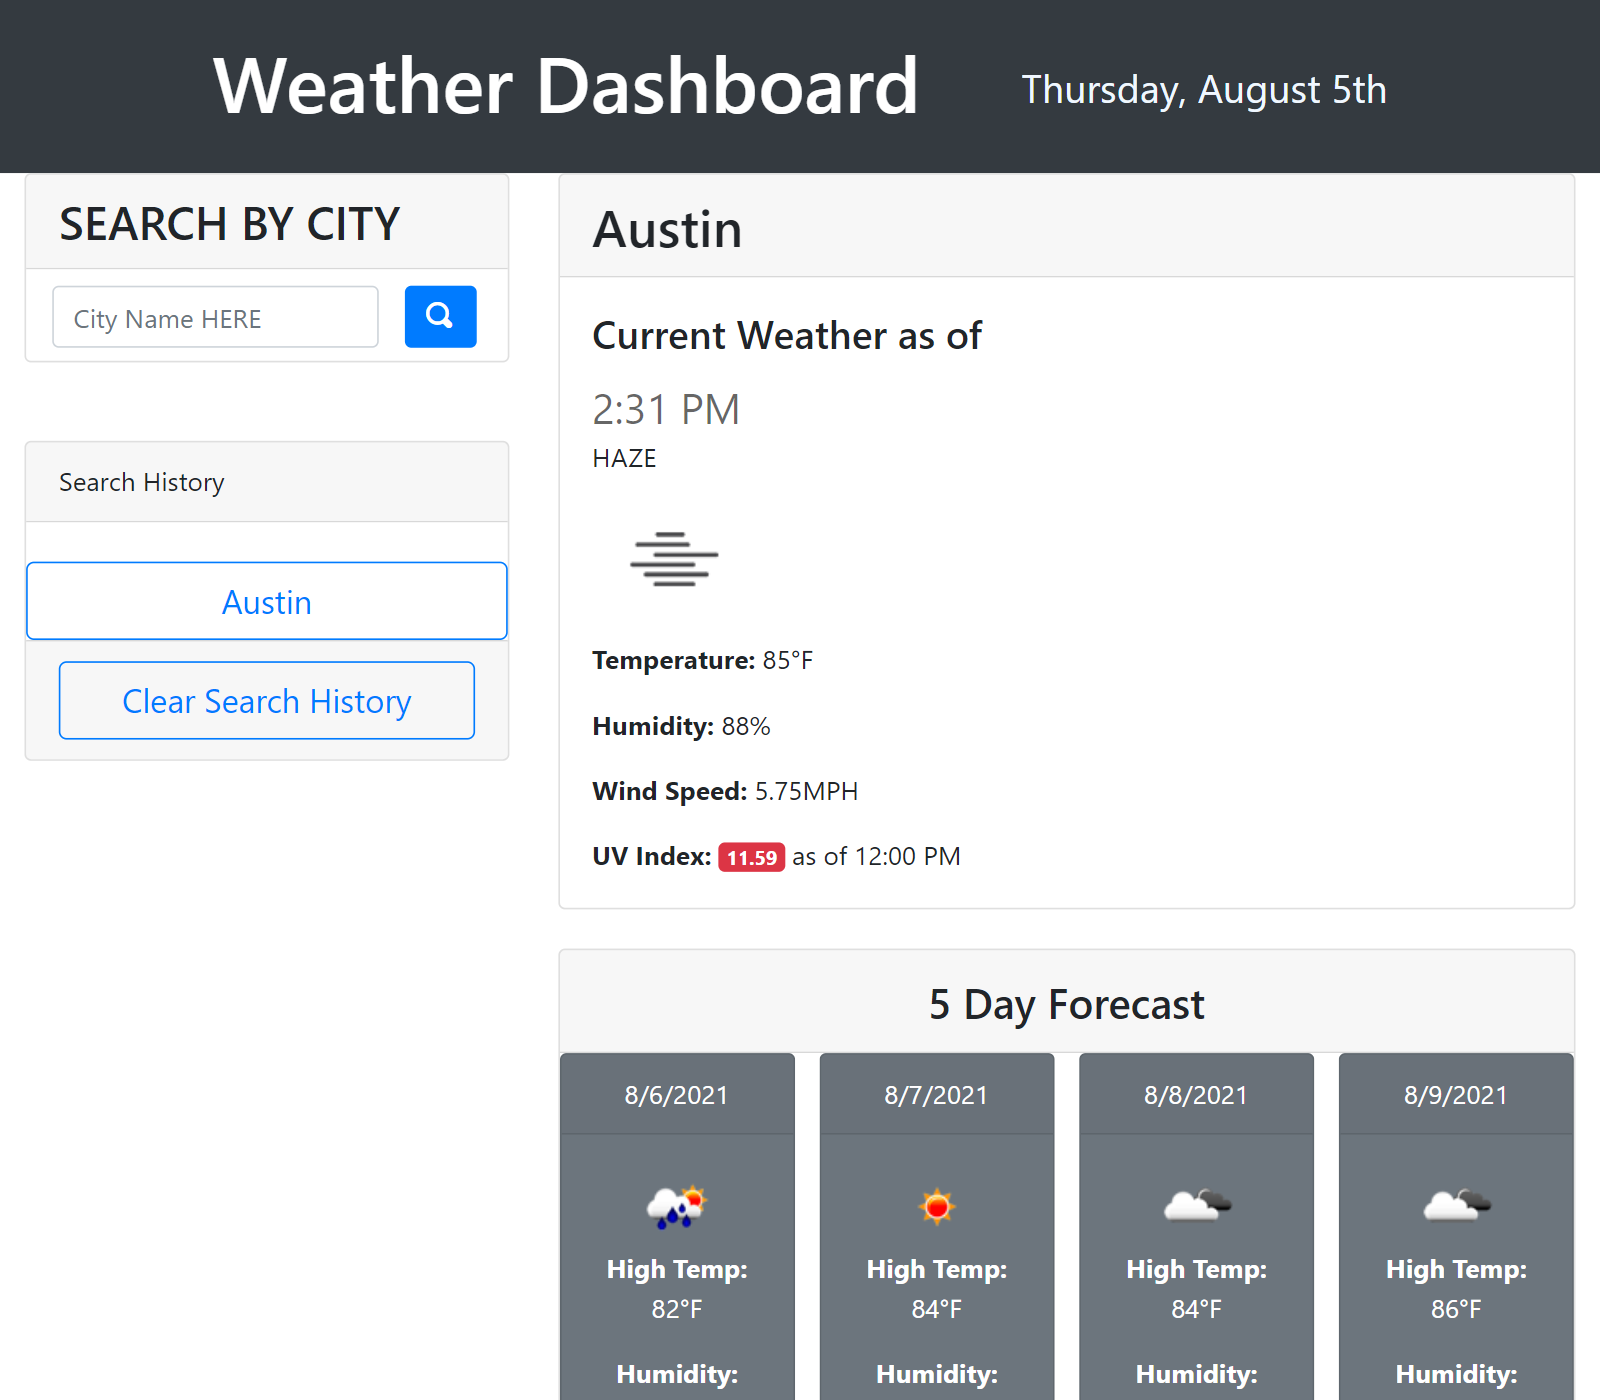 Weather Dashboard
Thursday, August 5th
SEARCH BY CITY
City Name HERE
Search History
Austin
Clear Search History
Austin
Current Weather as of
2:31 PM
HAZE
Temperature: 85°F
Humidity: 88%
Wind Speed: 5.75MPH
UV Index: 11.59 as of 12:00 PM
5 Day Forecast
8/6/2021
High Temp:
82°F
Humidity:
8/7/2021
High Temp:
84°F
Humidity:
8/8/2021
High Temp:
84°F
Humidity:
8/9/2021
High Temp:
86°F
Humidity: